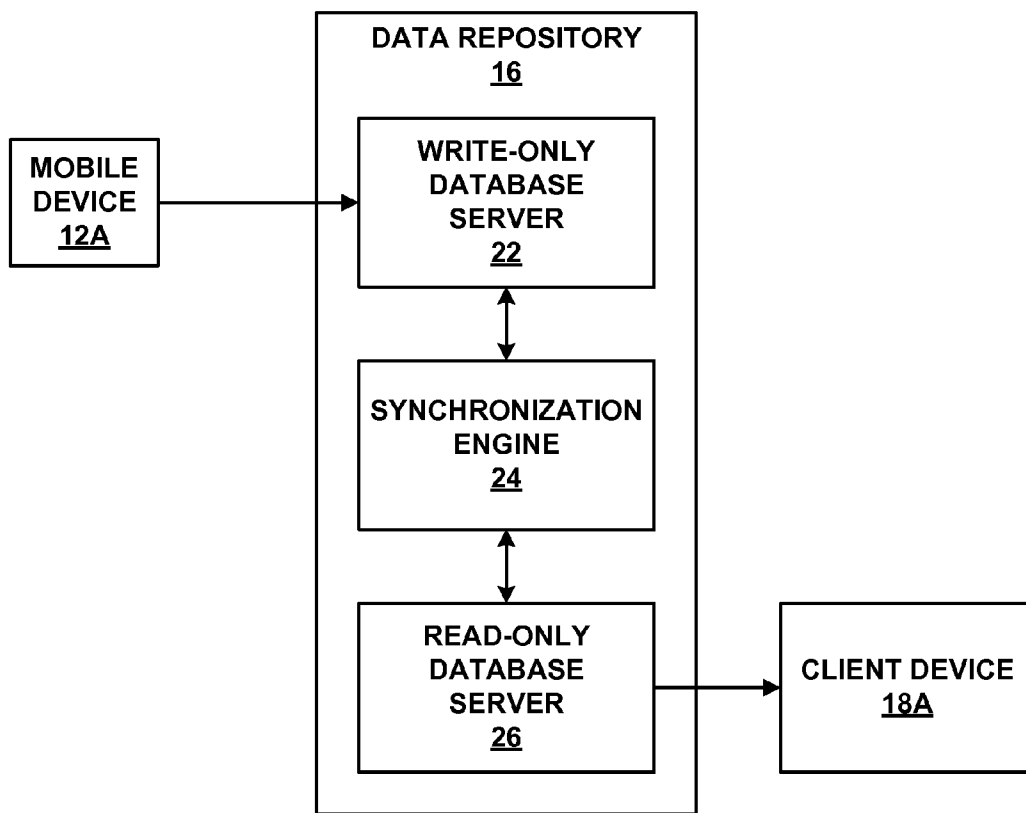 DATA REPOSITORY
16
MOBILE
DEVICE
12A
WRITE-ONLY
DATABASE
SERVER
22
SYNCHRONIZATION
ENGINE
24
READ-ONLY
DATABASE
SERVER
26
CLIENT DEVICE
18A